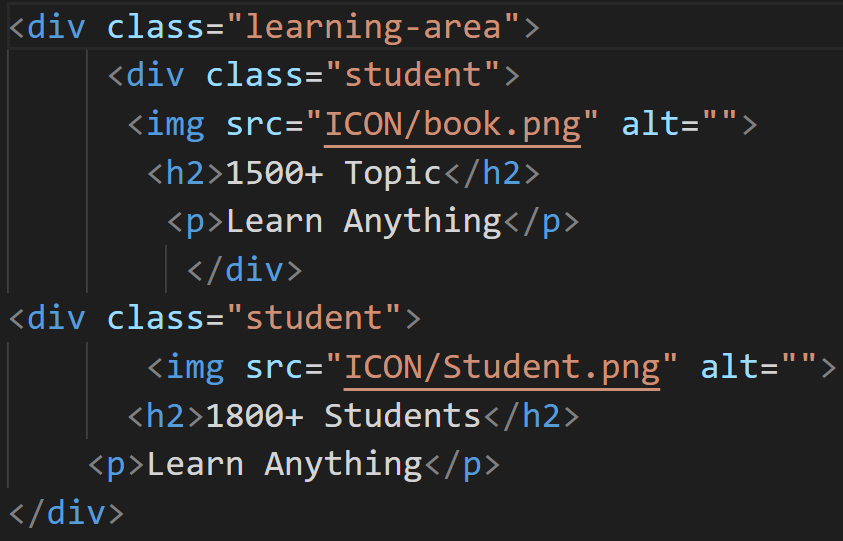 <div class="learning-area">
<div class="student">
<img src="ICON/book.png" alt="">
<h2>1500+ Topic</h2>
<p>Learn Anything</p>
</div>
<div class="student">
<img src="ICON/Student.png" alt="">
<h2>1800+ Students</h2>
<p>Learn Anything</p>
</div>